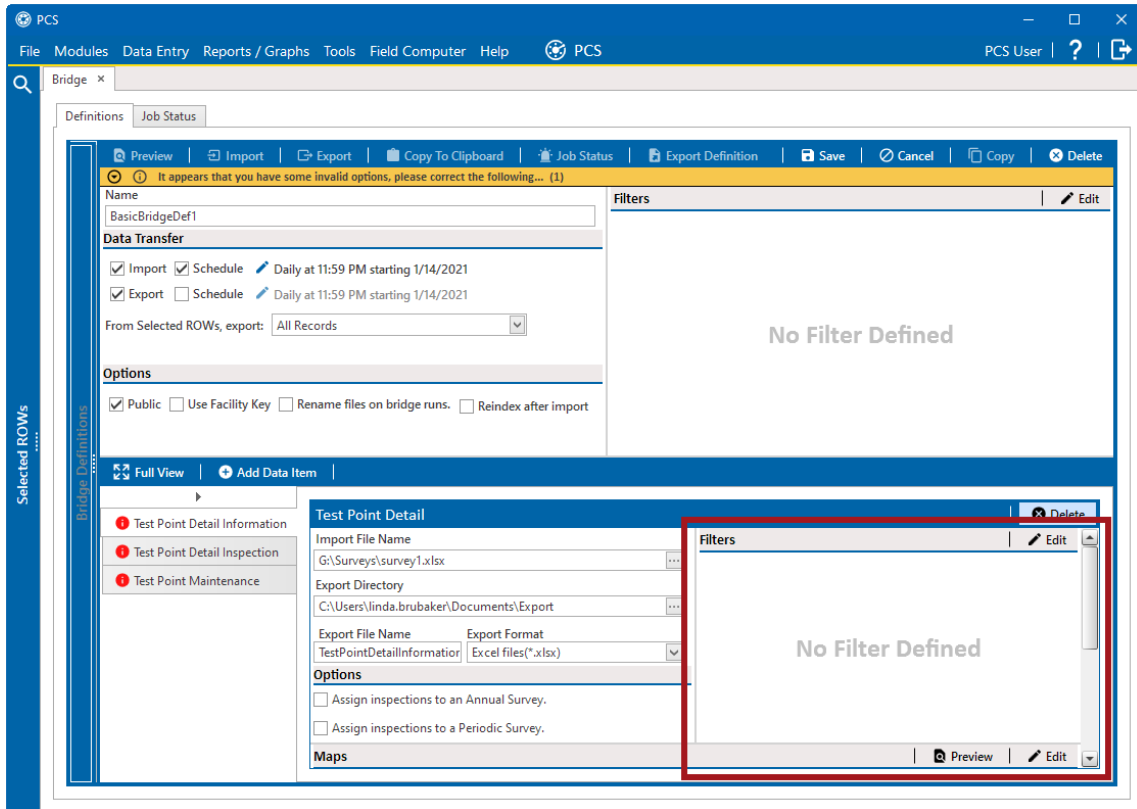 PCS
File Modules Data Entry Reports / Graphs Tools Field Computer Help PCS PCS User ?
Bridge ×
Definitions Job Status
Preview Import Export Copy To Clipboard Job Status Export Definition Save Cancel Copy Delete
It appears that you have some invalid options, please correct the following... (1)
Name
BasicBridgeDef1
Filters Edit
Data Transfer
Import Schedule Daily at 11:59 PM starting 1/14/2021
Export Schedule Daily at 11:59 PM starting 1/14/2021
From Selected ROWs, export: All Records
No Filter Defined
Options
Public Use Facility Key Rename files on bridge runs. Reindex after import
Selected ROWs
Bridge Definitions
Full View Add Data Item
Test Point Detail Information
Test Point Detail Inspection
Test Point Maintenance
Test Point Detail Delete
Import File Name
G:\Surveys\survey1.xlsx
Export Directory
C:\Users\linda.brubaker\Documents\Export
Export File Name Export Format
TestPointDetailInformation Excel files(*.xlsx)
Options
Assign inspections to an Annual Survey.
Assign inspections to a Periodic Survey.
Filters Edit
No Filter Defined
Maps Preview Edit